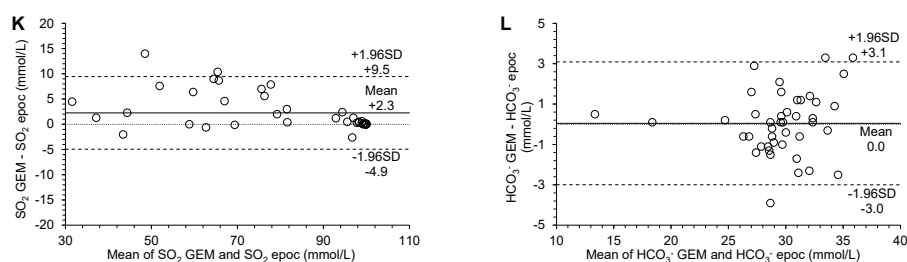 K
SO₂ GEM - SO₂ epoc (mmol/L)
20
15
10
5
0
-5
-10
-15
-20
+1.96SD
+9.5
Mean
+2.3
-1.96SD
-4.9
30
50
70
90
110
Mean of SO₂ GEM and SO₂ epoc (mmol/L)
L
HCO₃⁻ GEM - HCO₃⁻ epoc
(mmol/L)
5
3
1
-1
-3
-5
+1.96SD
+3.1
Mean
0.0
-1.96SD
-3.0
10
15
20
25
30
35
40
Mean of HCO₃⁻ GEM and HCO₃⁻ epoc (mmol/L)